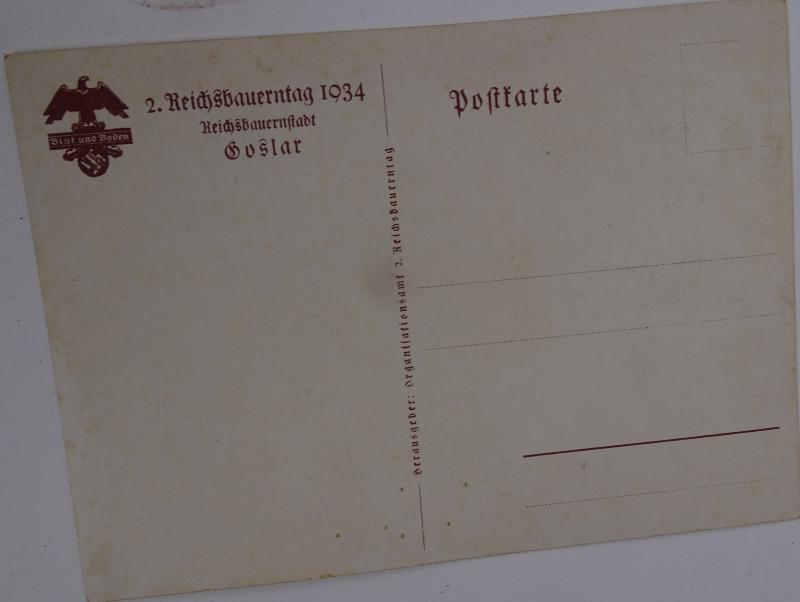 2. Reichsbauerntag 1934
Reichsbauernstadt
Goslar
Blut und Boden
Postkarte
Herausgeber: Organisationsamt 2. Reichsbauerntag